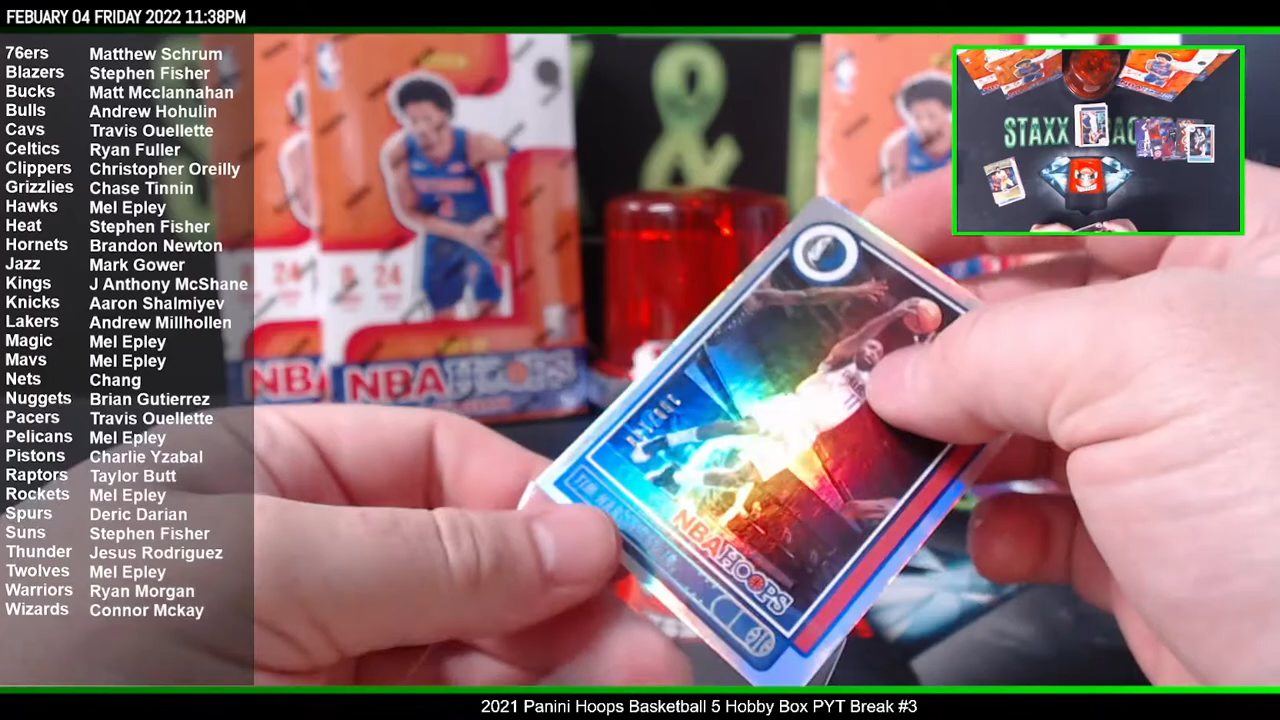 FEBUARY 04 FRIDAY 2022 11:38PM
76ers Matthew Schrum
Blazers Stephen Fisher
Bucks Matt Mcclannahan
Bulls Andrew Hohulin
Cavs Travis Ouellette
Celtics Ryan Fuller
Clippers Christopher Oreilly
Grizzlies Chase Tinnin
Hawks Mel Epley
Heat Stephen Fisher
Hornets Brandon Newton
Jazz Mark Gower
Kings J Anthony McShane
Knicks Aaron Shalmiyev
Lakers Andrew Millhollen
Magic Mel Epley
Mavs Mel Epley
Nets Chang
Nuggets Brian Gutierrez
Pacers Travis Ouellette
Pelicans Mel Epley
Pistons Charlie Yzabal
Raptors Taylor Butt
Rockets Mel Epley
Spurs Deric Darian
Suns Stephen Fisher
Thunder Jesus Rodriguez
Twolves Mel Epley
Warriors Ryan Morgan
Wizards Connor Mckay
24
24
NBA
NBA HOOPS
&
STAXX
NBA HOOPS
2021 Panini Hoops Basketball 5 Hobby Box PYT Break #3